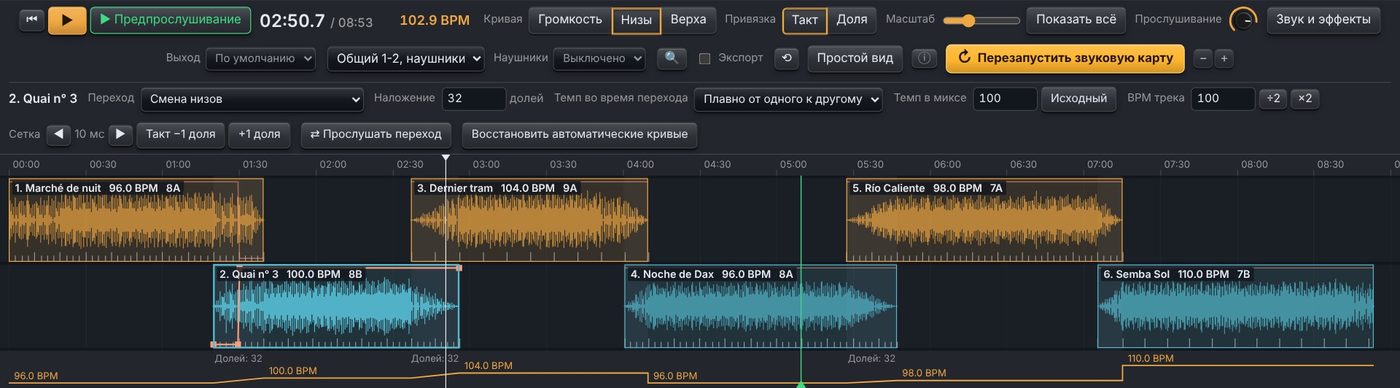 Предпрослушивание 02:50.7 / 08:53 102.9 BPM Кривая Громкость Низы Верха Привязка Такт Доля Масштаб Показать всё Прослушивание Звук и эффекты
Выход По умолчанию Общий 1-2, наушники Наушники Выключено Экспорт Простой вид Перезапустить звуковую карту − +
2. Quai n° 3 Переход Смена низов Наложение 32 долей Темп во время перехода Плавно от одного к другому Темп в миксе 100 Исходный BPM трека 100 ÷2 ×2
Сетка ◀ 10 мс ▶ Такт −1 доля +1 доля ⇄ Прослушать переход Восстановить автоматические кривые
00:00 00:30 01:00 01:30 02:00 02:30 03:00 03:30 04:00 04:30 05:00 05:30 06:00 06:30 07:00 07:30 08:00 08:30
1. Marché de nuit 96.0 BPM 8A 3. Dernier tram 104.0 BPM 9A 5. Río Caliente 98.0 BPM 7A
2. Quai n° 3 100.0 BPM 8B 4. Noche de Dax 96.0 BPM 8A 6. Semba Sol 110.0 BPM 7B
Долей: 32 Долей: 32 Долей: 32
96.0 BPM 100.0 BPM 104.0 BPM 96.0 BPM 98.0 BPM 110.0 BPM